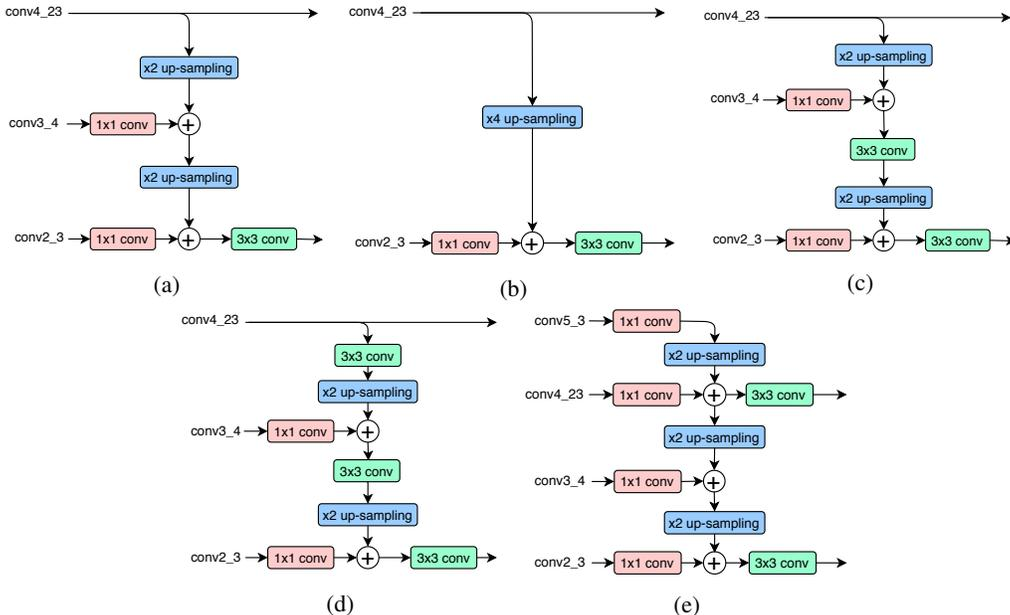 conv4_23
x2 up-sampling
conv3_4
1x1 conv
+
x2 up-sampling
conv2_3
1x1 conv
+
3x3 conv
(a)
conv4_23
x4 up-sampling
conv2_3
1x1 conv
+
3x3 conv
(b)
conv4_23
x2 up-sampling
conv3_4
1x1 conv
+
3x3 conv
x2 up-sampling
conv2_3
1x1 conv
+
3x3 conv
(c)
conv4_23
3x3 conv
x2 up-sampling
conv3_4
1x1 conv
+
3x3 conv
x2 up-sampling
conv2_3
1x1 conv
+
3x3 conv
(d)
conv5_3
1x1 conv
x2 up-sampling
conv4_23
1x1 conv
+
3x3 conv
x2 up-sampling
conv3_4
1x1 conv
+
x2 up-sampling
conv2_3
1x1 conv
+
3x3 conv
(e)